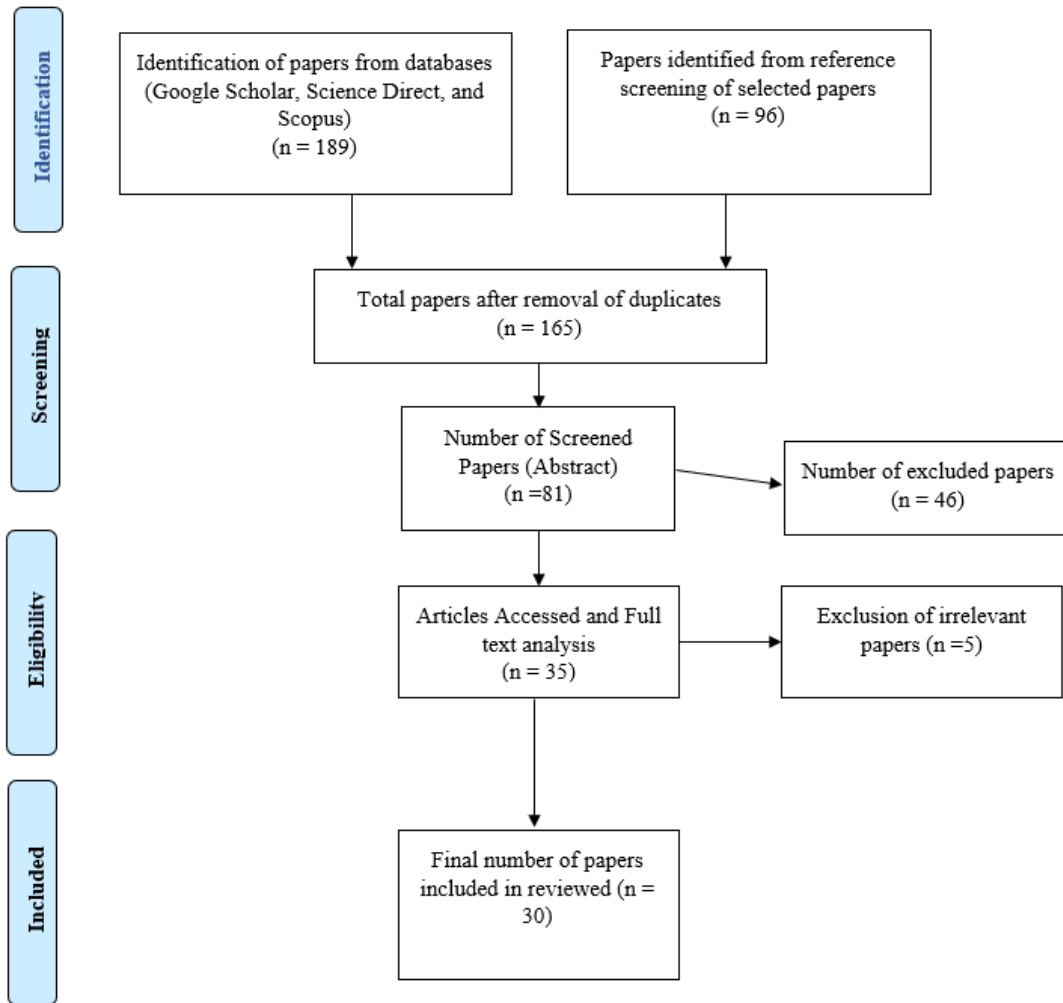 Identification
Identification of papers from databases
(Google Scholar, Science Direct, and
Scopus)
(n = 189)
Papers identified from reference
screening of selected papers
(n = 96)
Screening
Total papers after removal of duplicates
(n = 165)
Number of Screened
Papers (Abstract)
(n =81)
Number of excluded papers
(n = 46)
Eligibility
Articles Accessed and Full
text analysis
(n = 35)
Exclusion of irrelevant
papers (n =5)
Included
Final number of papers
included in reviewed (n =
30)